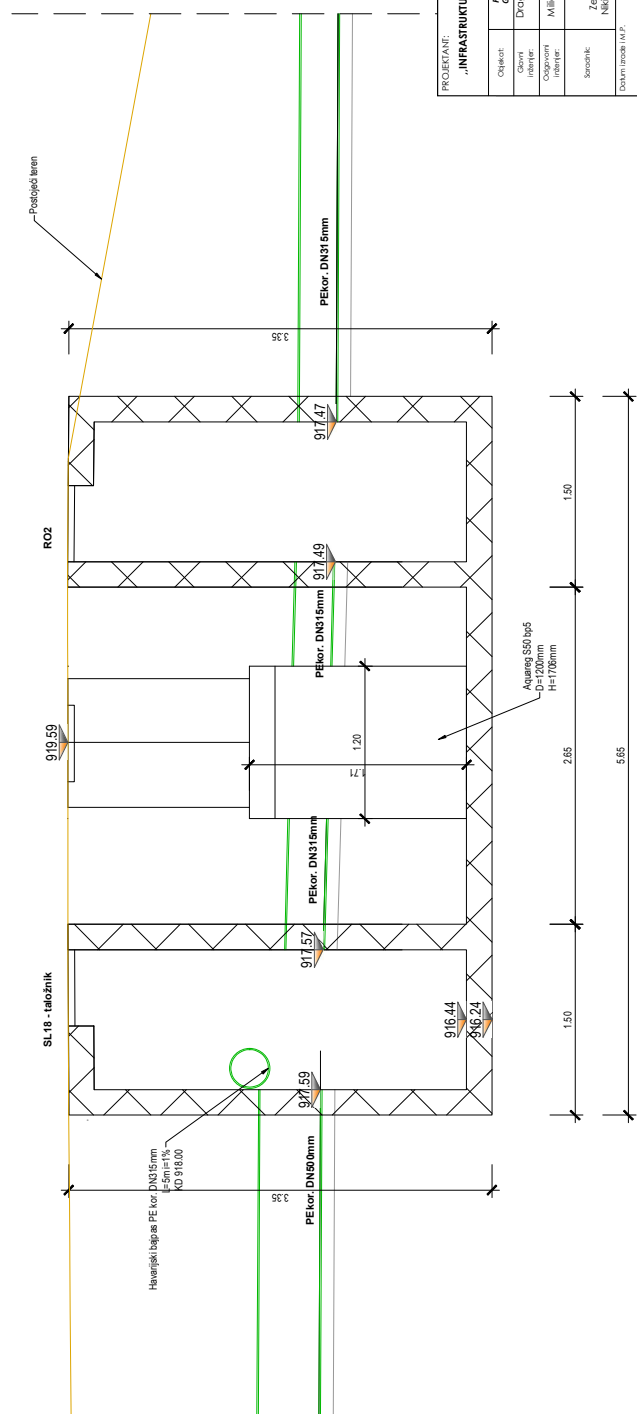 Postojeći teren
RO2
SL18 - taložnik
919.59
917.47
917.49
917.57
917.59
916.44
916.24
PEkor. DN315mm
PEkor. DN315mm
PEkor. DN315mm
PEkor. DN500mm
Havarijski bajpas PE kor. DN315mm
L=5m i=1%
KD 918.00
Aquareg S50 bp5
D=1200mm
H=1706mm
1.20
1.71
3.35
3.35
1.50
2.65
1.50
5.65
PROJEKTANT:
„INFRASTRUKTU
Objekat:
Glavni
inženjer:
Odgovorni
inženjer:
Saradnik:
Datum izrade i M.P.